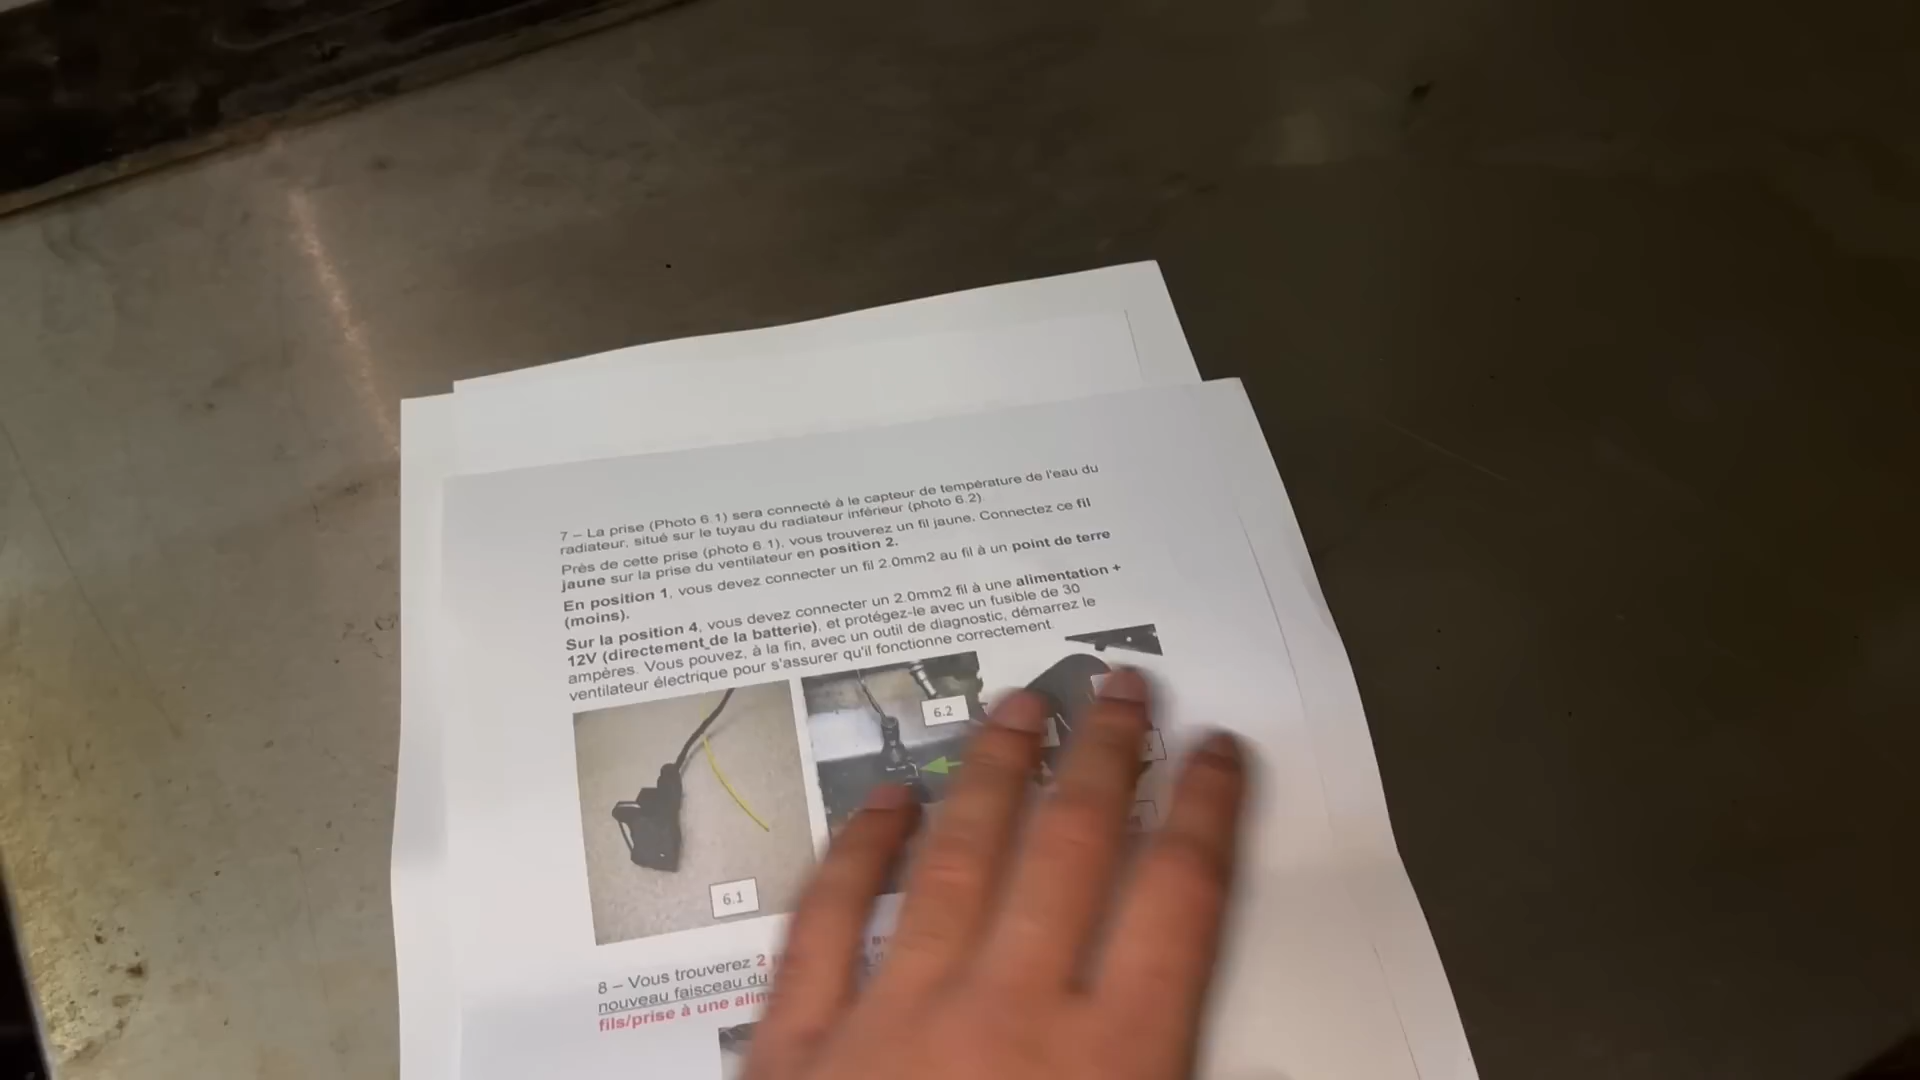 7 – La prise (Photo 6.1) sera connecté à le capteur de température de l'eau du
radiateur, situé sur le tuyau du radiateur inférieur (photo 6.2)
Près de cette prise (photo 6.1), vous trouverez un fil jaune. Connectez ce fil
jaune sur la prise du ventilateur en position 2.
En position 1, vous devez connecter un fil 2.0mm2 au fil à un point de terre
(moins).
Sur la position 4, vous devez connecter un 2.0mm2 fil à une alimentation +
12V (directement de la batterie), et protégez-le avec un fusible de 30
ampères. Vous pouvez, à la fin, avec un outil de diagnostic, démarrez le
ventilateur électrique pour s'assurer qu'il fonctionne correctement.
6.2
6.1
8 – Vous trouverez 2
nouveau faisceau du
fils/prise à une